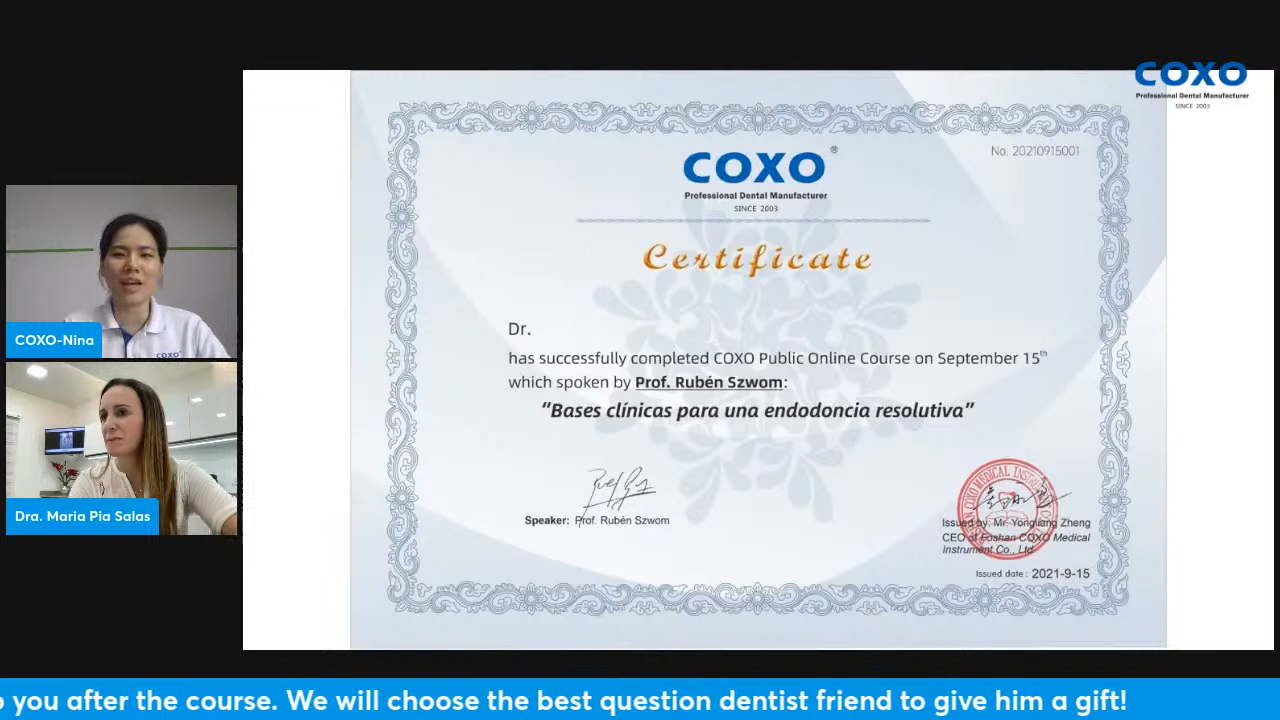 COXO
Professional Dental Manufacturer
SINCE 2003
No. 20210915001
COXO®
Professional Dental Manufacturer
SINCE 2003
Certificate
Dr.
has successfully completed COXO Public Online Course on September 15th
which spoken by Prof. Rubén Szwom:
“Bases clínicas para una endodoncia resolutiva”
Speaker: Prof. Rubén Szwom
Issued by: Mr. Yongliang Zheng
CEO of Foshan COXO Medical
Instrument Co., Ltd
Issued date : 2021-9-15
COXO
COXO-Nina
Dra. Maria Pia Salas
you after the course. We will choose the best question dentist friend to give him a gift!